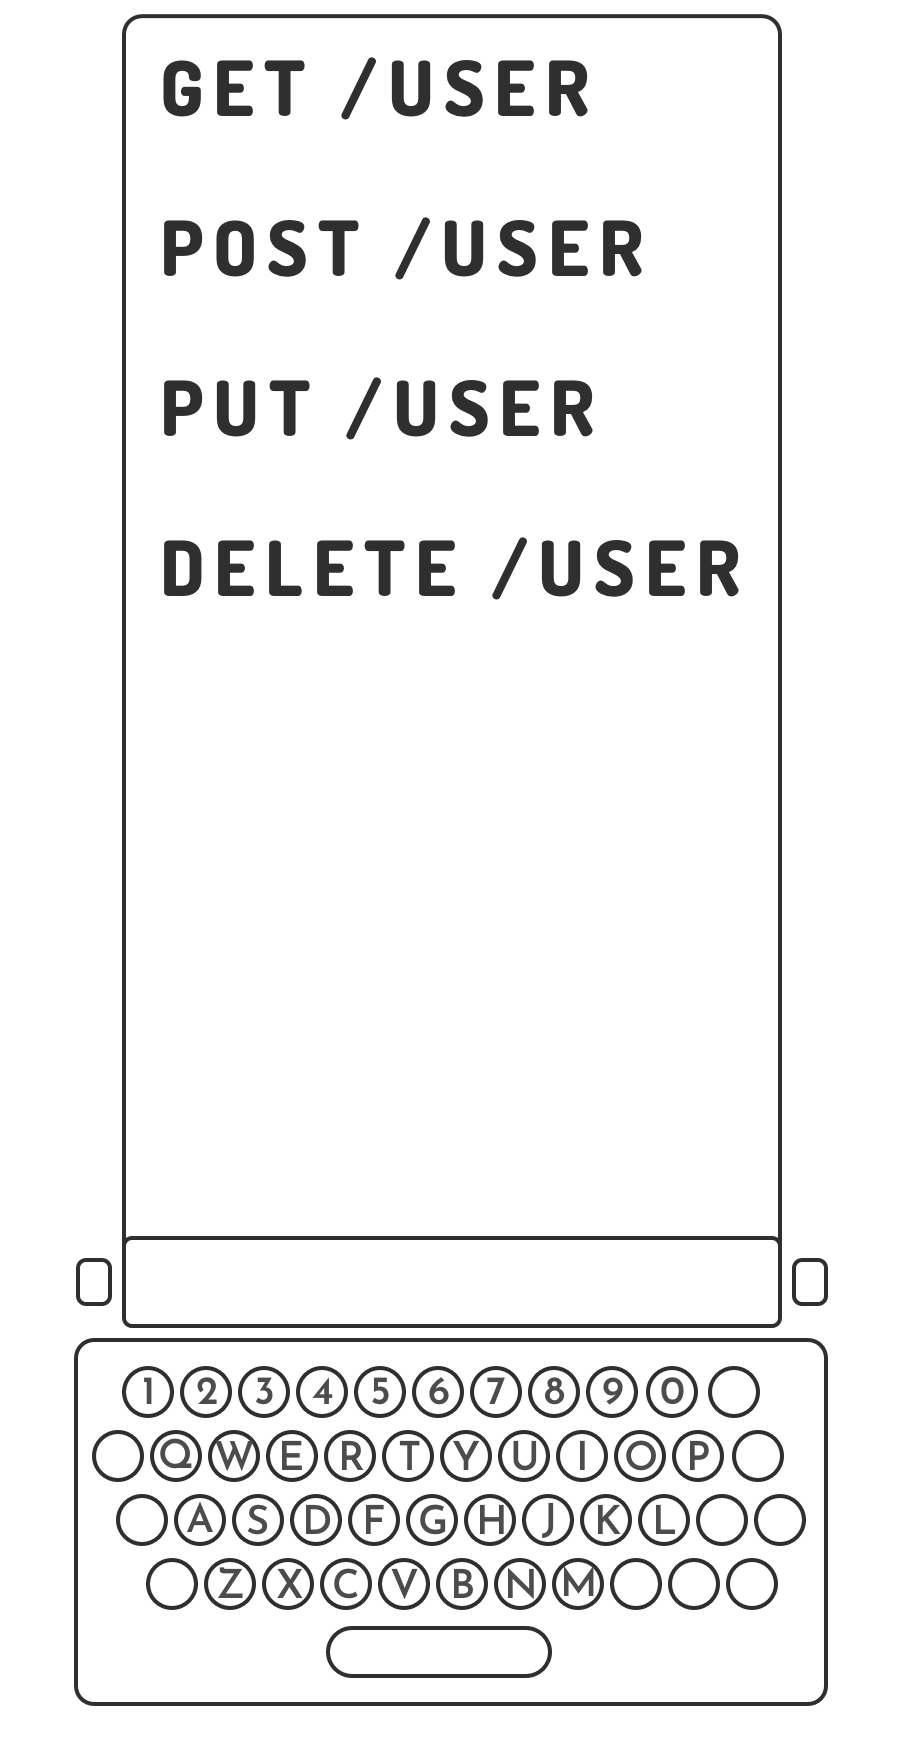 GET /USER
POST /USER
PUT /USER
DELETE /USER
1 2 3 4 5 6 7 8 9 0
Q W E R T Y U I O P
A S D F G H J K L
Z X C V B N M